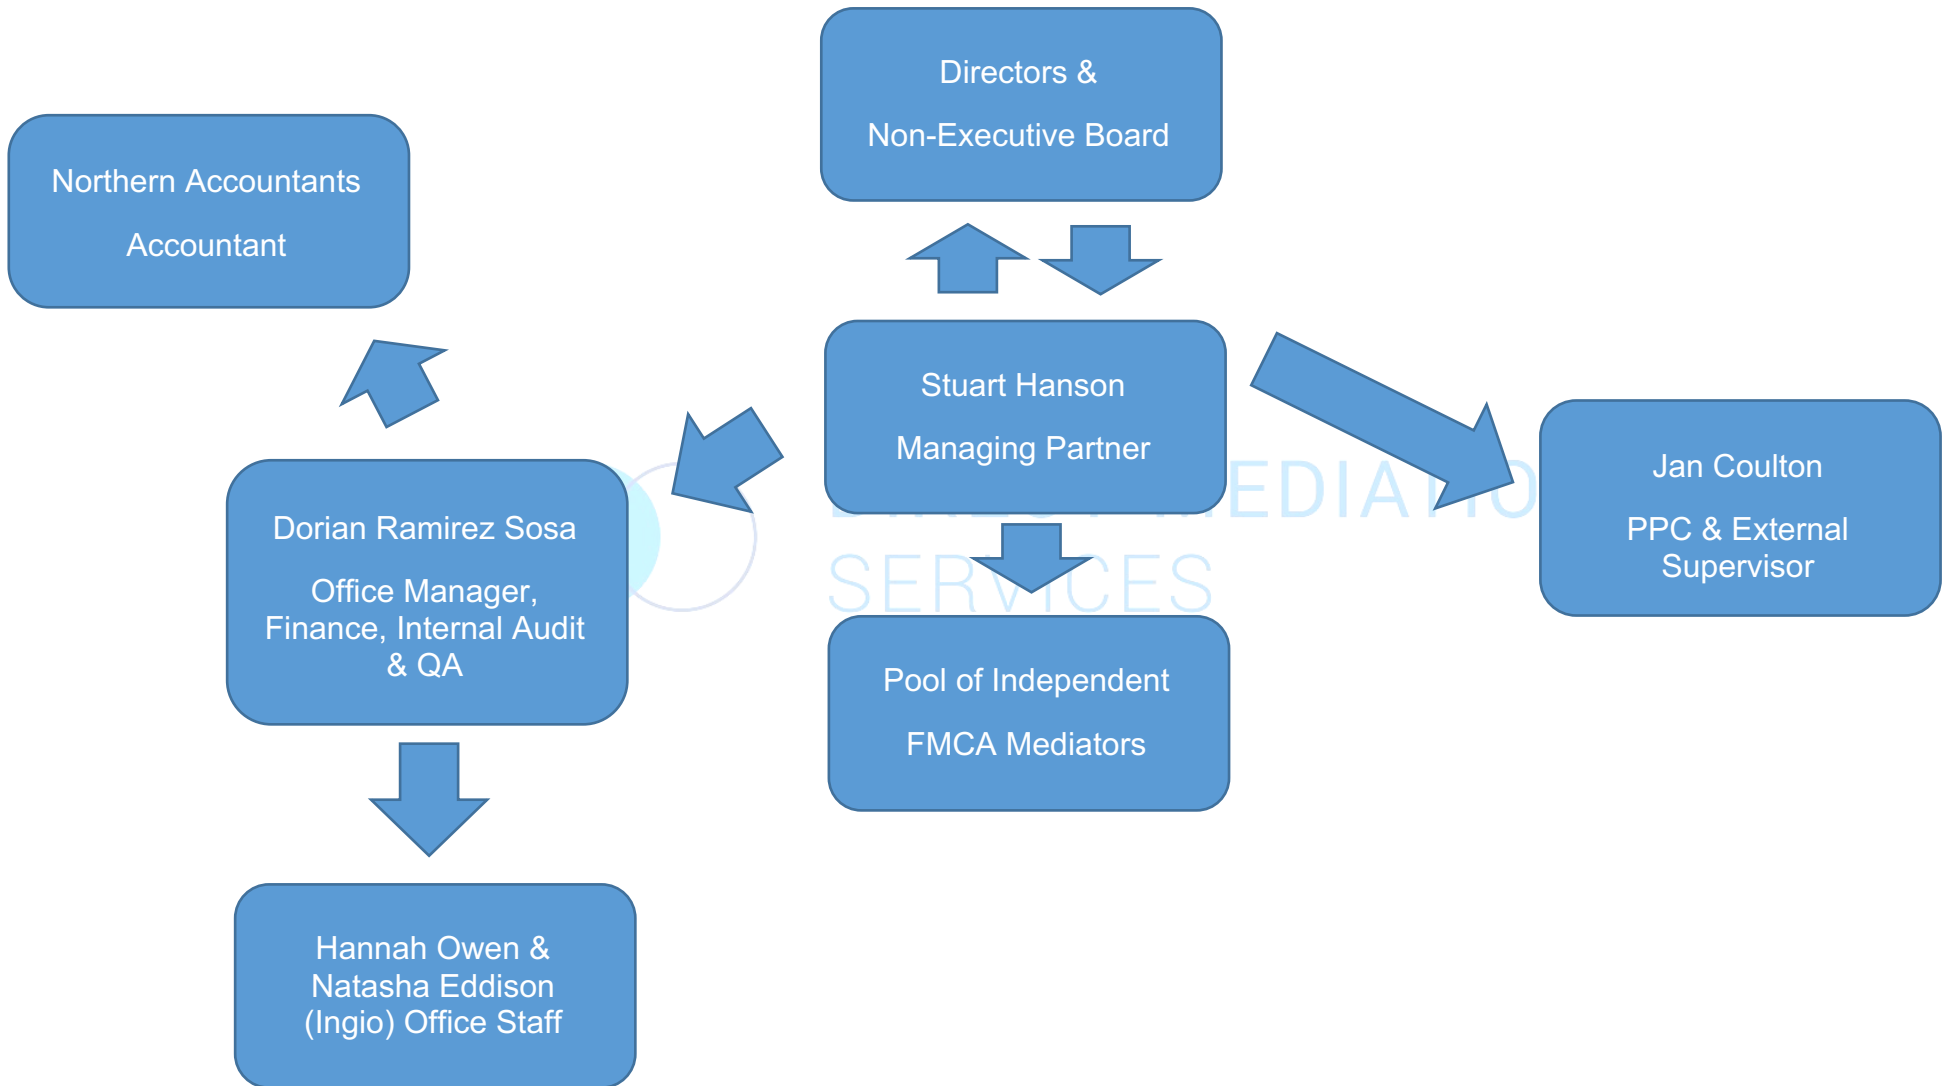 Directors &
Non-Executive Board
Northern Accountants
Accountant
Stuart Hanson
Managing Partner
Jan Coulton
PPC & External
Supervisor
Dorian Ramirez Sosa
Office Manager,
Finance, Internal Audit
& QA
SERVICES
Pool of Independent
FMCA Mediators
Hannah Owen &
Natasha Eddison
(Ingio) Office Staff